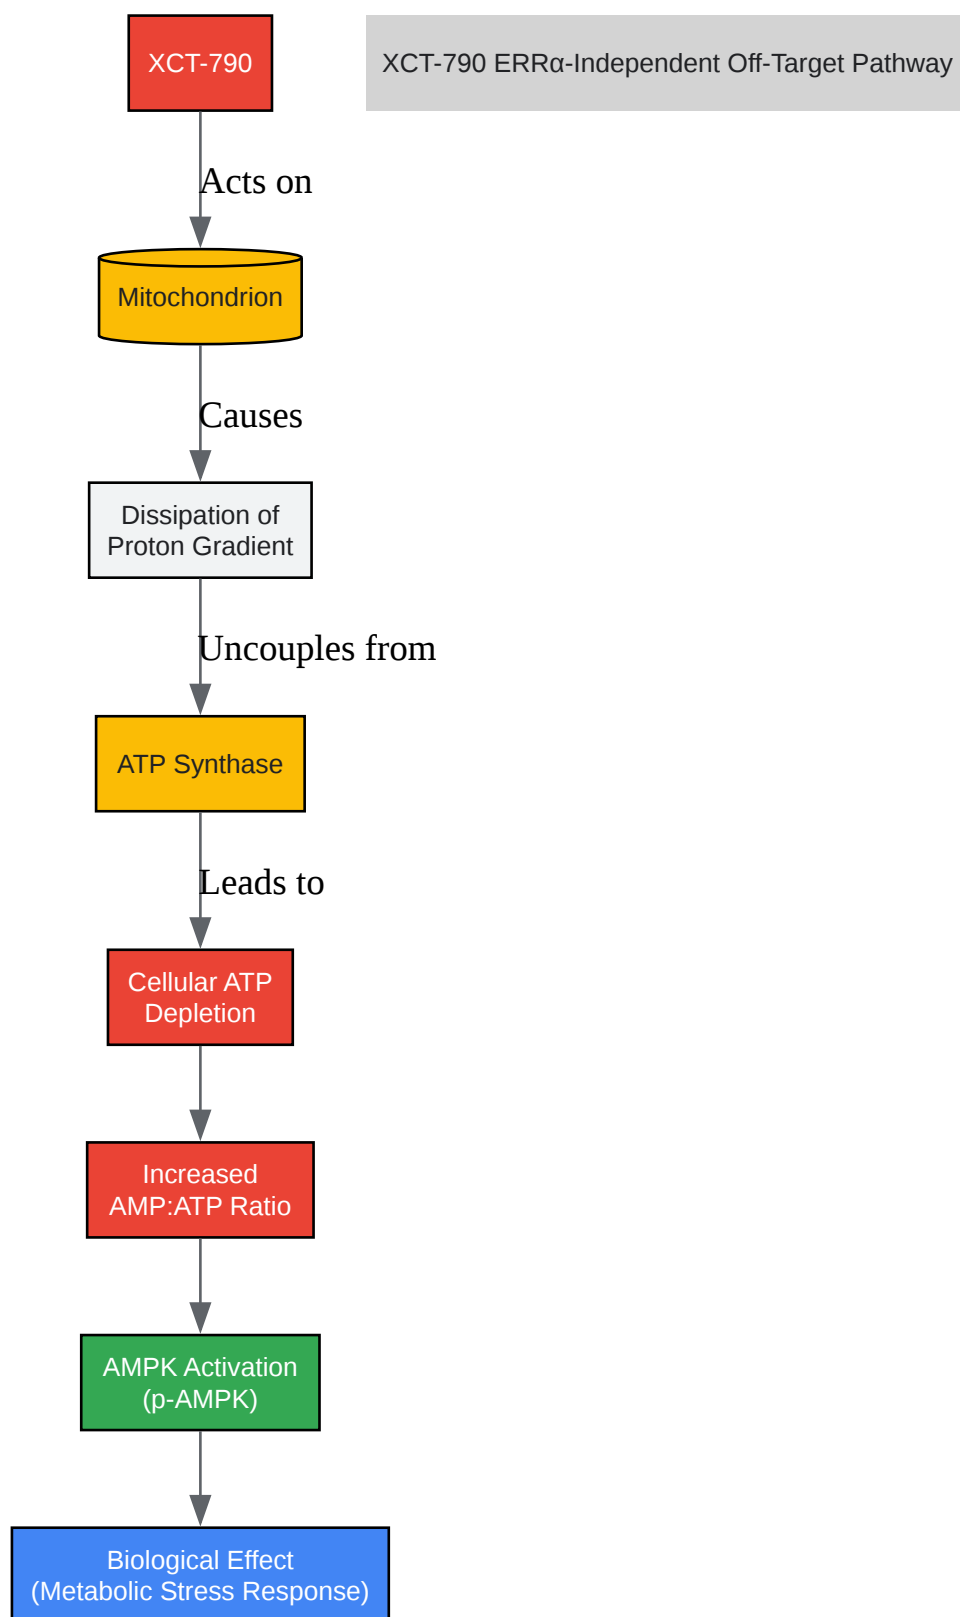 XCT-790
XCT-790 ERRα-Independent Off-Target Pathway
Acts on
Mitochondrion
Causes
Dissipation of
Proton Gradient
Uncouples from
ATP Synthase
Leads to
Cellular ATP
Depletion
Increased
AMP:ATP Ratio
AMPK Activation
(p-AMPK)
Biological Effect
(Metabolic Stress Response)